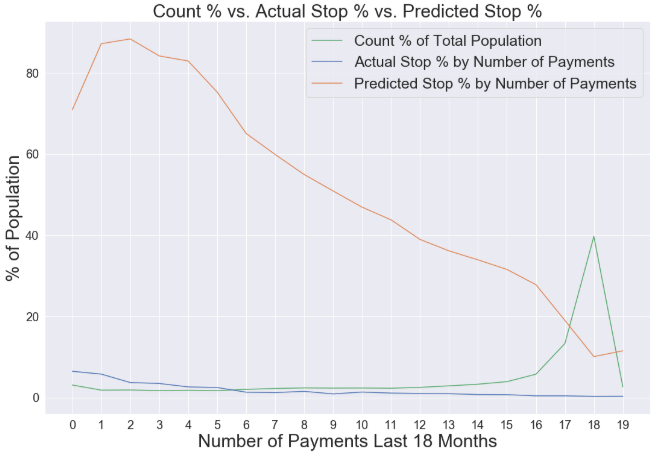 Count % vs. Actual Stop % vs. Predicted Stop %
Count % of Total Population
Actual Stop % by Number of Payments
Predicted Stop % by Number of Payments
% of Population
80
60
40
20
0
0 1 2 3 4 5 6 7 8 9 10 11 12 13 14 15 16 17 18 19
Number of Payments Last 18 Months